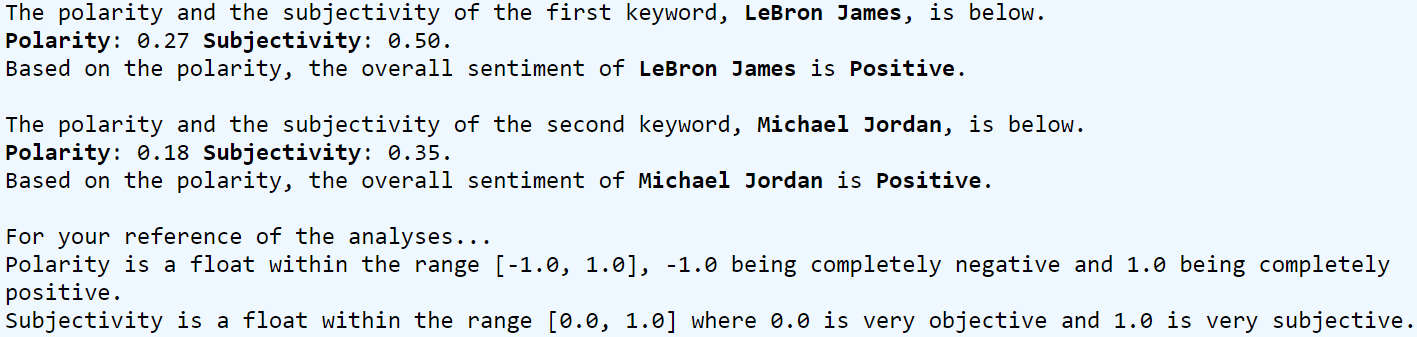 The polarity and the subjectivity of the first keyword, LeBron James, is below.
Polarity: 0.27 Subjectivity: 0.50.
Based on the polarity, the overall sentiment of LeBron James is Positive.
The polarity and the subjectivity of the second keyword, Michael Jordan, is below.
Polarity: 0.18 Subjectivity: 0.35.
Based on the polarity, the overall sentiment of Michael Jordan is Positive.
For your reference of the analyses...
Polarity is a float within the range [-1.0, 1.0], -1.0 being completely negative and 1.0 being completely
positive.
Subjectivity is a float within the range [0.0, 1.0] where 0.0 is very objective and 1.0 is very subjective.